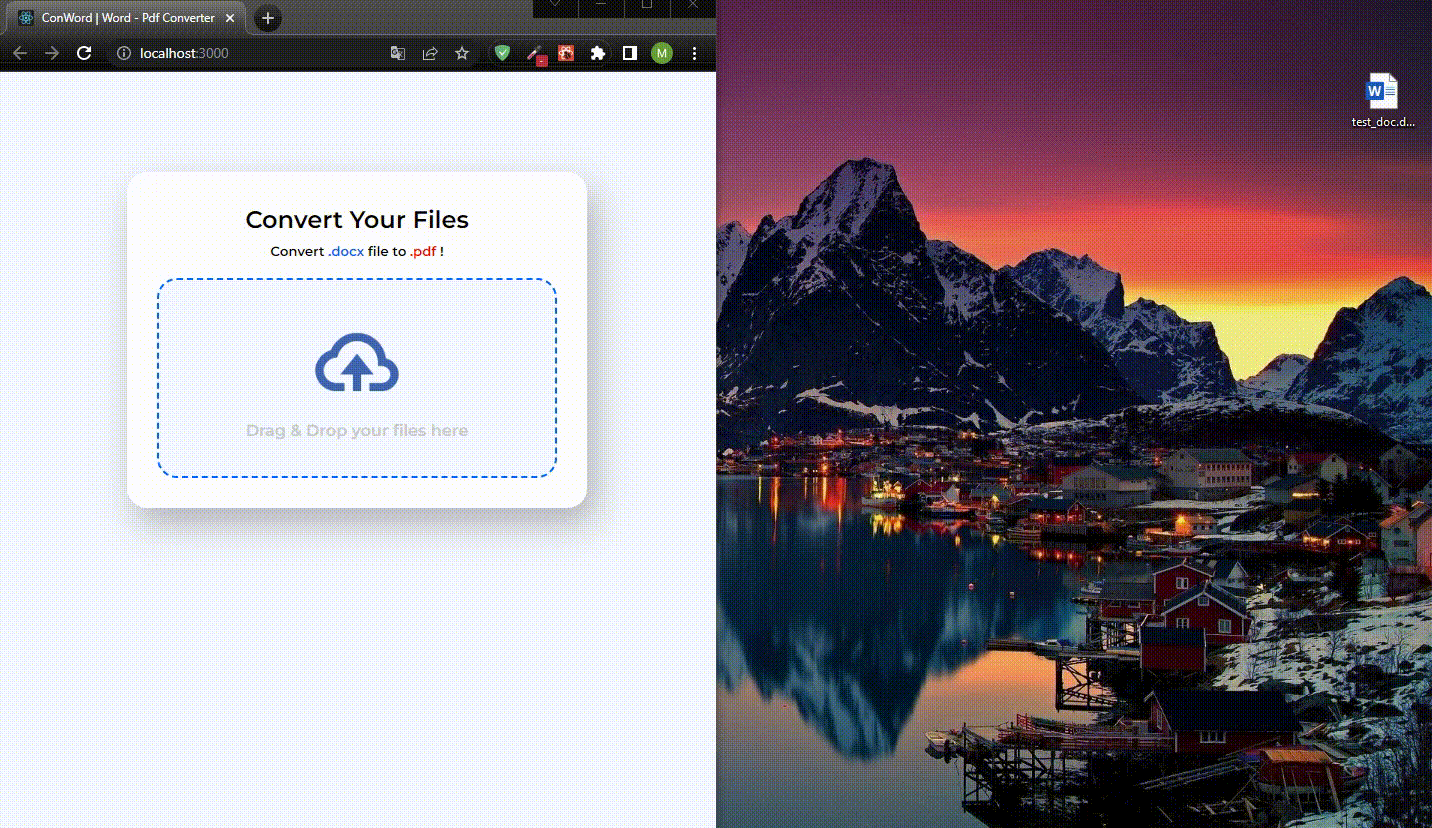 ConWord | Word - Pdf Converter
localhost:3000
M
Convert Your Files
Convert .docx file to .pdf !
Drag & Drop your files here
W
test_doc.d...